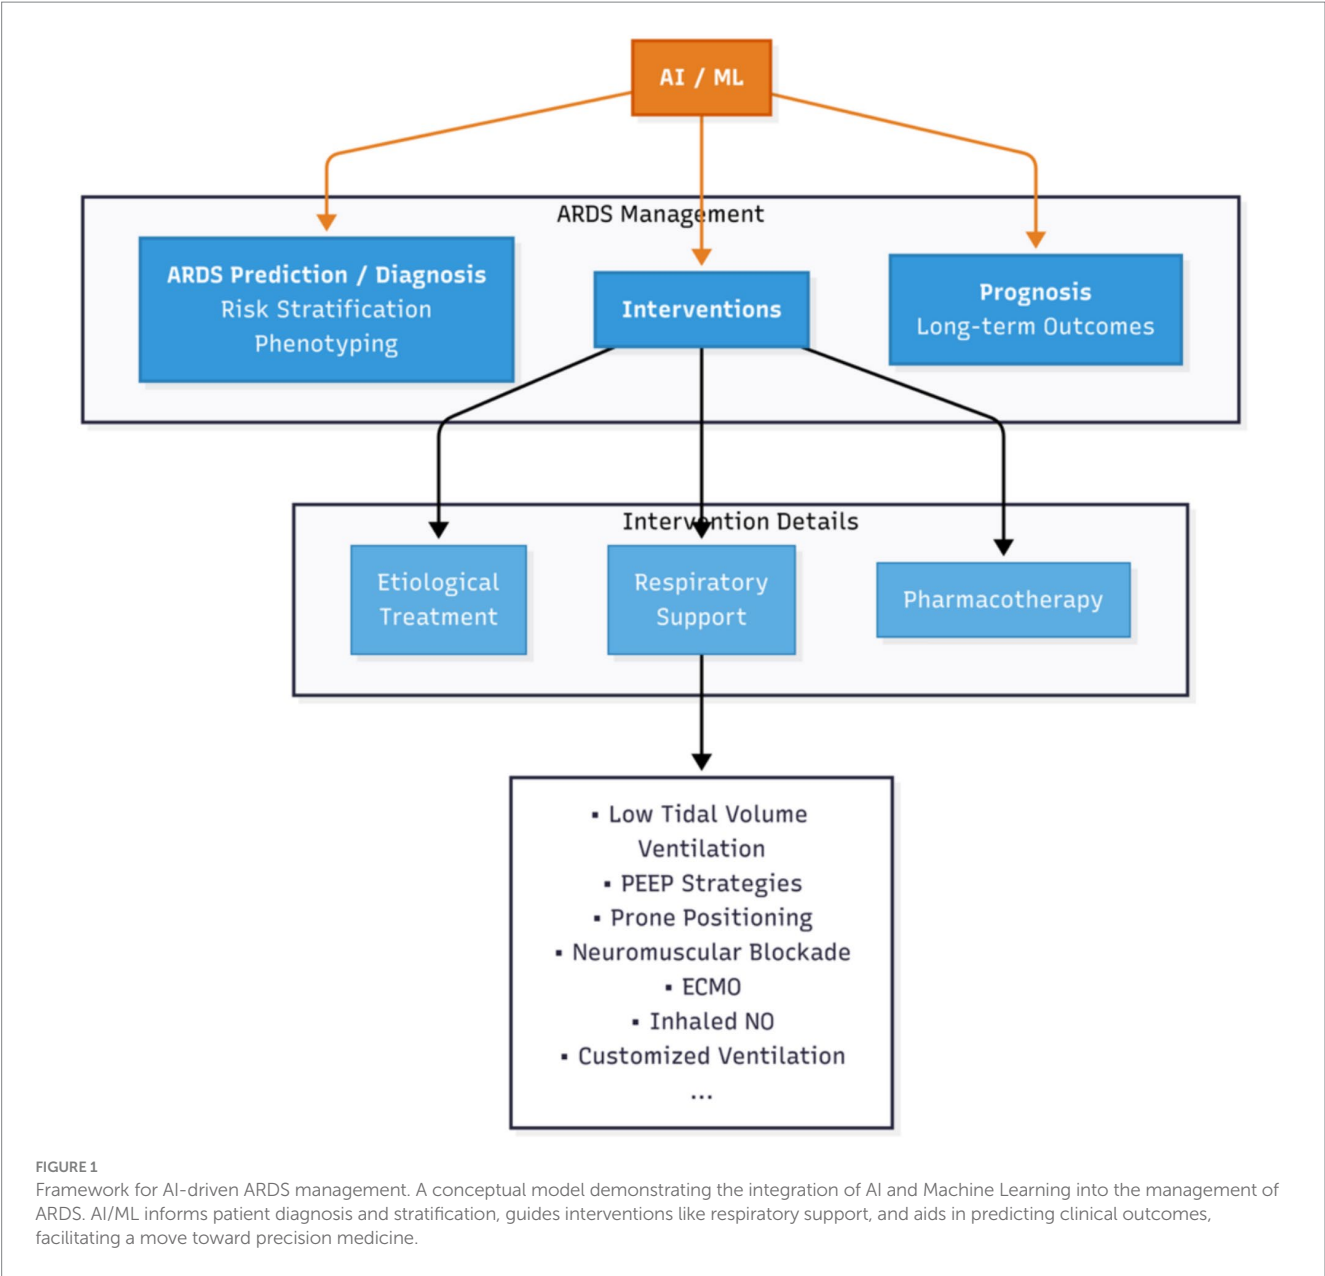 AI / ML
ARDS Management
ARDS Prediction / Diagnosis
Risk Stratification
Phenotyping
Interventions
Prognosis
Long-term Outcomes
Intervention Details
Etiological
Treatment
Respiratory
Support
Pharmacotherapy
▪ Low Tidal Volume
Ventilation
▪ PEEP Strategies
▪ Prone Positioning
▪ Neuromuscular Blockade
▪ ECMO
▪ Inhaled NO
▪ Customized Ventilation
...
FIGURE 1
Framework for AI-driven ARDS management. A conceptual model demonstrating the integration of AI and Machine Learning into the management of
ARDS. AI/ML informs patient diagnosis and stratification, guides interventions like respiratory support, and aids in predicting clinical outcomes,
facilitating a move toward precision medicine.